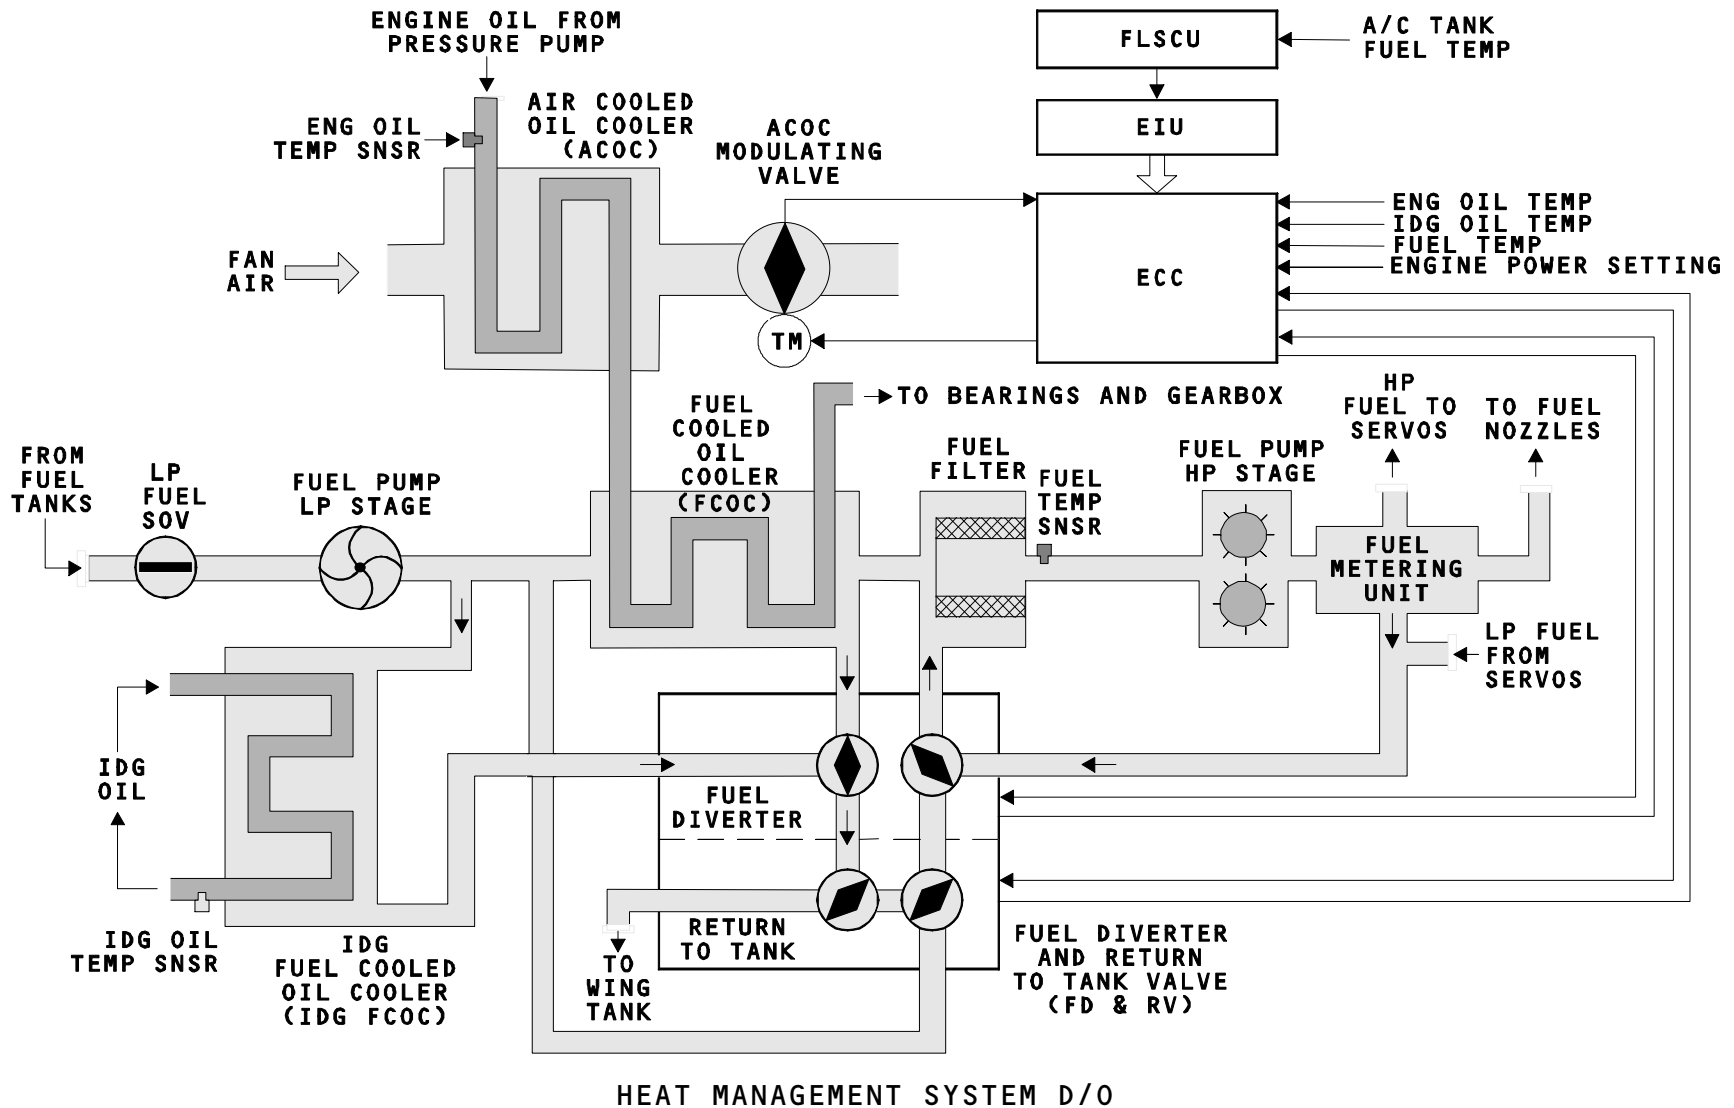 ENGINE OIL FROM
PRESSURE PUMP
FLSCU
A/C TANK
FUEL TEMP
ENG OIL
TEMP SNSR
AIR COOLED
OIL COOLER
(ACOC)
ACOC
MODULATING
VALVE
EIU
ENG OIL TEMP
IDG OIL TEMP
FUEL TEMP
ENGINE POWER SETTING
FAN
AIR
ECC
TM
TO BEARINGS AND GEARBOX
HP
FUEL TO
SERVOS
TO FUEL
NOZZLES
FROM
FUEL
TANKS
LP
FUEL
SOV
FUEL PUMP
LP STAGE
FUEL
COOLED
OIL
COOLER
(FCOC)
FUEL
FILTER
FUEL
TEMP
SNSR
FUEL PUMP
HP STAGE
FUEL
METERING
UNIT
LP FUEL
FROM
SERVOS
IDG
OIL
FUEL
DIVERTER
RETURN
TO TANK
IDG OIL
TEMP SNSR
IDG
FUEL COOLED
OIL COOLER
(IDG FCOC)
TO
WING
TANK
FUEL DIVERTER
AND RETURN
TO TANK VALVE
(FD & RV)
HEAT MANAGEMENT SYSTEM D/O